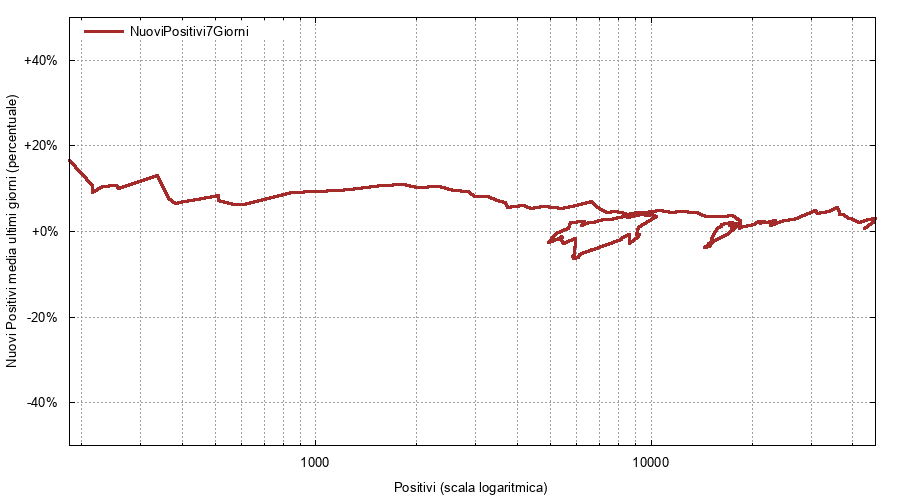 NuoviPositivi7Giorni
+40%
+20%
+0%
-20%
-40%
Nuovi Positivi media ultimi giorni (percentuale)
1000
10000
Positivi (scala logaritmica)